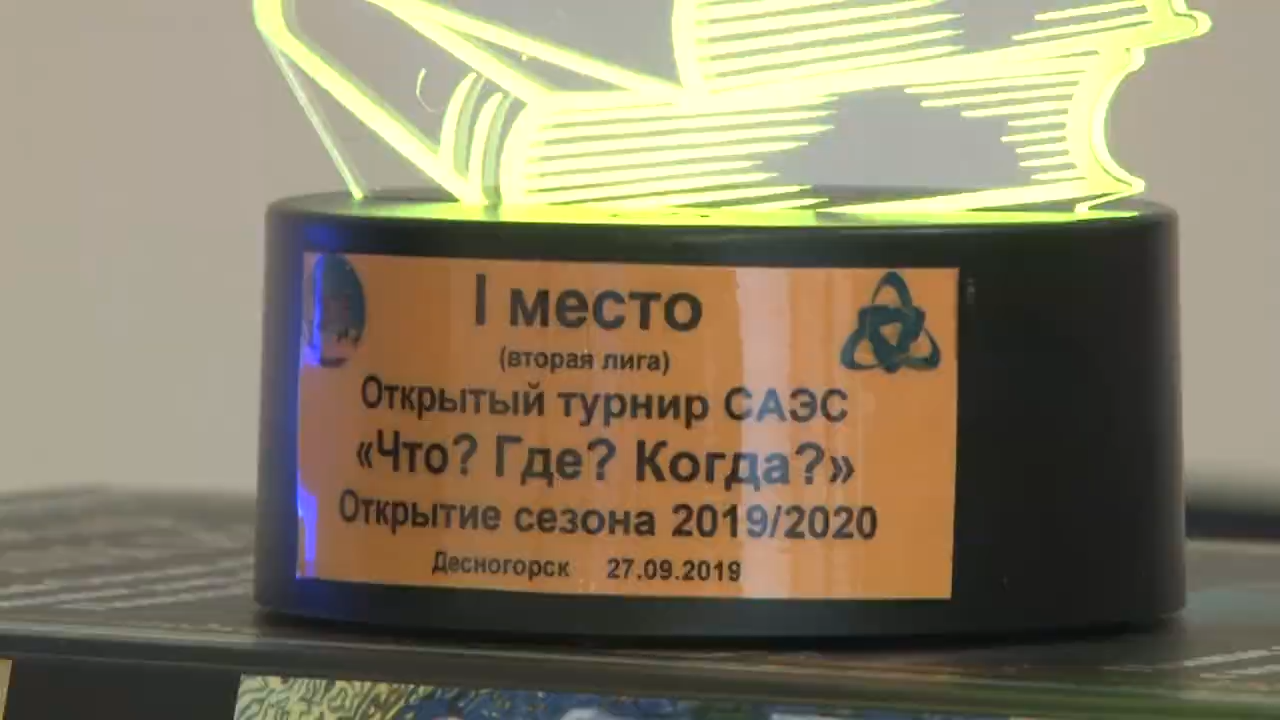 I место
(вторая лига)
Открытый турнир САЭС
«Что? Где? Когда?»
Открытие сезона 2019/2020
Десногорск 27.09.2019